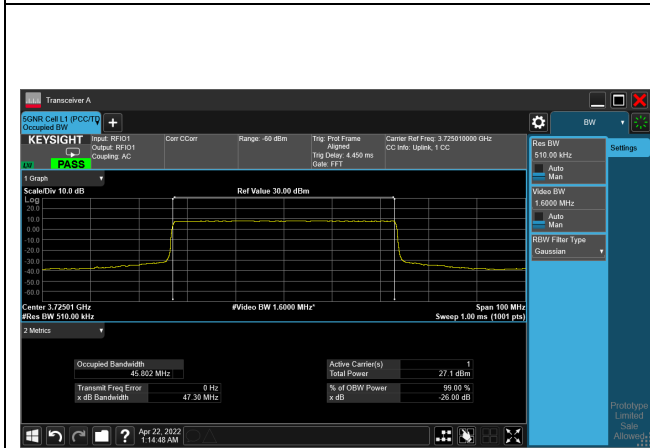 Transceiver A
5GNR Cell L1 (PCC/TD
Occupied BW
BW
KEYSIGHT
Input: RFIO1
Output: RFIO1
Coupling: AC
Corr CCorr
Range: -60 dBm
Trig: Prot Frame
Aligned
Trig Delay: 4.450 ms
Gate: FFT
Carrier Ref Freq: 3.725010000 GHz
CC Info: Uplink, 1 CC
PASS
Res BW
510.00 kHz
Auto
Man
Settings
Video BW
1.6000 MHz
Auto
Man
RBW Filter Type
Gaussian
1 Graph
Scale/Div 10.0 dB
Ref Value 30.00 dBm
Log
20.0
10.0
0.00
-10.0
-20.0
-30.0
-40.0
-50.0
-60.0
Center 3.72501 GHz
#Video BW 1.6000 MHz*
Span 100 MHz
#Res BW 510.00 kHz
Sweep 1.00 ms (1001 pts)
2 Metrics
Occupied Bandwidth
45.802 MHz
Active Carrier(s) 1
Total Power 27.1 dBm
Transmit Freq Error 0 Hz
x dB Bandwidth 47.30 MHz
% of OBW Power 99.00 %
x dB -26.00 dB
Prototype
Limited
Sale
Allowed
Apr 22, 2022
1:14:48 AM